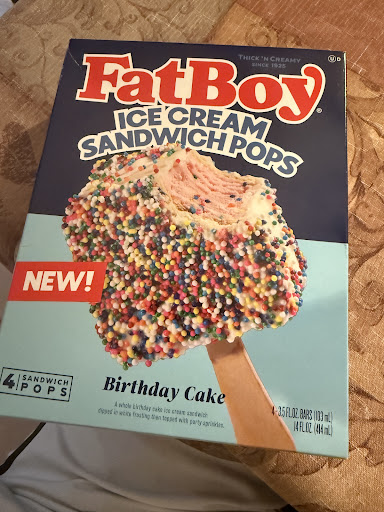 THICK 'N CREAMY
SINCE 1925
U D
FatBoy®
ICE CREAM
SANDWICH POPS
NEW!
4 SANDWICH
POPS
Birthday Cake
A whole birthday cake ice cream sandwich
dipped in white frosting then topped with party sprinkles.
4-3.5 FL OZ. BARS (103 mL)
14 FL OZ. (414 mL)